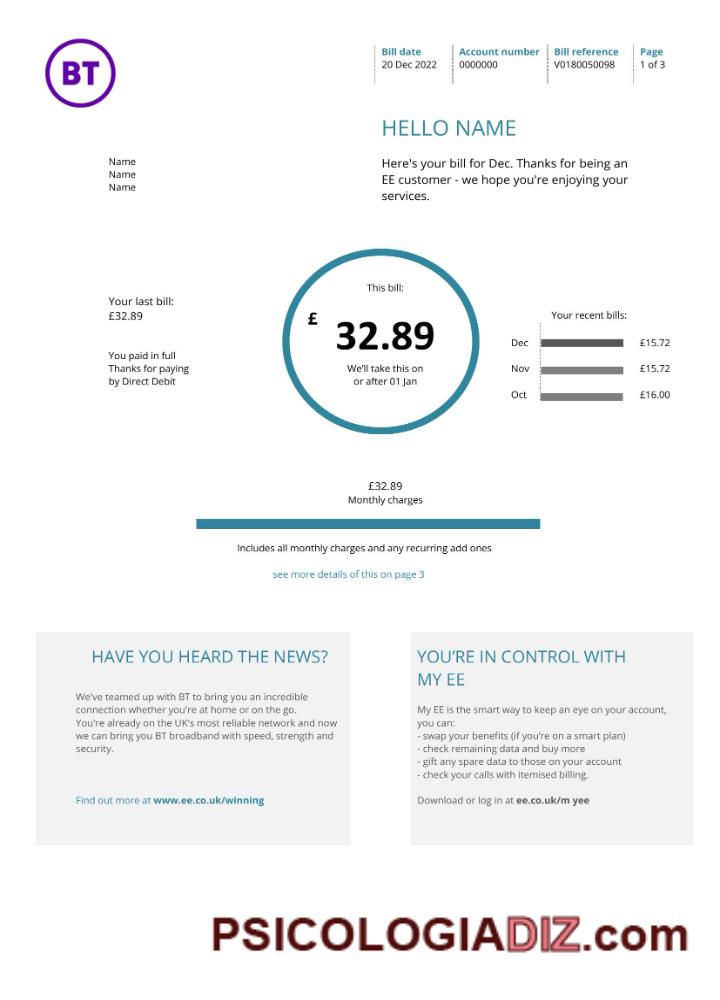 BT
Bill date
20 Dec 2022
Account number
0000000
Bill reference
V0180050098
Page
1 of 3
HELLO NAME
Name
Name
Name
Here's your bill for Dec. Thanks for being an
EE customer - we hope you're enjoying your
services.
Your last bill:
£32.89
You paid in full
Thanks for paying
by Direct Debit
This bill:
£
32.89
We'll take this on
or after 01 Jan
Your recent bills:
Dec £15.72
Nov £15.72
Oct £16.00
£32.89
Monthly charges
Includes all monthly charges and any recurring add ones
see more details of this on page 3
HAVE YOU HEARD THE NEWS?
We've teamed up with BT to bring you an incredible
connection whether you're at home or on the go.
You're already on the UK's most reliable network and now
we can bring you BT broadband with speed, strength and
security.
Find out more at www.ee.co.uk/winning
YOU'RE IN CONTROL WITH
MY EE
My EE is the smart way to keep an eye on your account,
you can:
- swap your benefits (if you're on a smart plan)
- check remaining data and buy more
- gift any spare data to those on your account
- check your calls with itemised billing.
Download or log in at ee.co.uk/m yee
PSICOLOGIADIZ.com